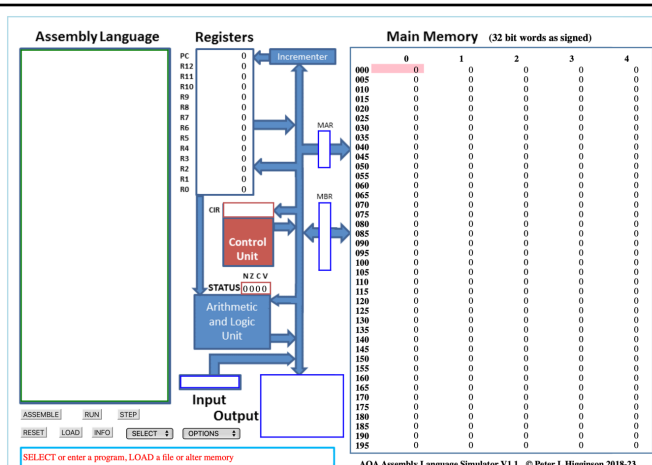 Assembly Language
Registers
Main Memory (32 bit words as signed)
PC 0
R12 0
R11 0
R10 0
R9 0
R8 0
R7 0
R6 0
R5 0
R4 0
R3 0
R2 0
R1 0
R0 0
Incrementer
MAR
MBR
CIR
Control
Unit
N Z C V
STATUS 0 0 0 0
Arithmetic
and Logic
Unit
Input
Output
0 1 2 3 4
000 0 0 0 0 0
005 0 0 0 0 0
010 0 0 0 0 0
015 0 0 0 0 0
020 0 0 0 0 0
025 0 0 0 0 0
030 0 0 0 0 0
035 0 0 0 0 0
040 0 0 0 0 0
045 0 0 0 0 0
050 0 0 0 0 0
055 0 0 0 0 0
060 0 0 0 0 0
065 0 0 0 0 0
070 0 0 0 0 0
075 0 0 0 0 0
080 0 0 0 0 0
085 0 0 0 0 0
090 0 0 0 0 0
095 0 0 0 0 0
100 0 0 0 0 0
105 0 0 0 0 0
110 0 0 0 0 0
115 0 0 0 0 0
120 0 0 0 0 0
125 0 0 0 0 0
130 0 0 0 0 0
135 0 0 0 0 0
140 0 0 0 0 0
145 0 0 0 0 0
150 0 0 0 0 0
155 0 0 0 0 0
160 0 0 0 0 0
165 0 0 0 0 0
170 0 0 0 0 0
175 0 0 0 0 0
180 0 0 0 0 0
185 0 0 0 0 0
190 0 0 0 0 0
195 0 0 0 0 0
ASSEMBLE RUN STEP
RESET LOAD INFO SELECT OPTIONS
SELECT or enter a program, LOAD a file or alter memory
AQA Assembly Language Simulator V1.1 © Peter L Higginson 2018-23